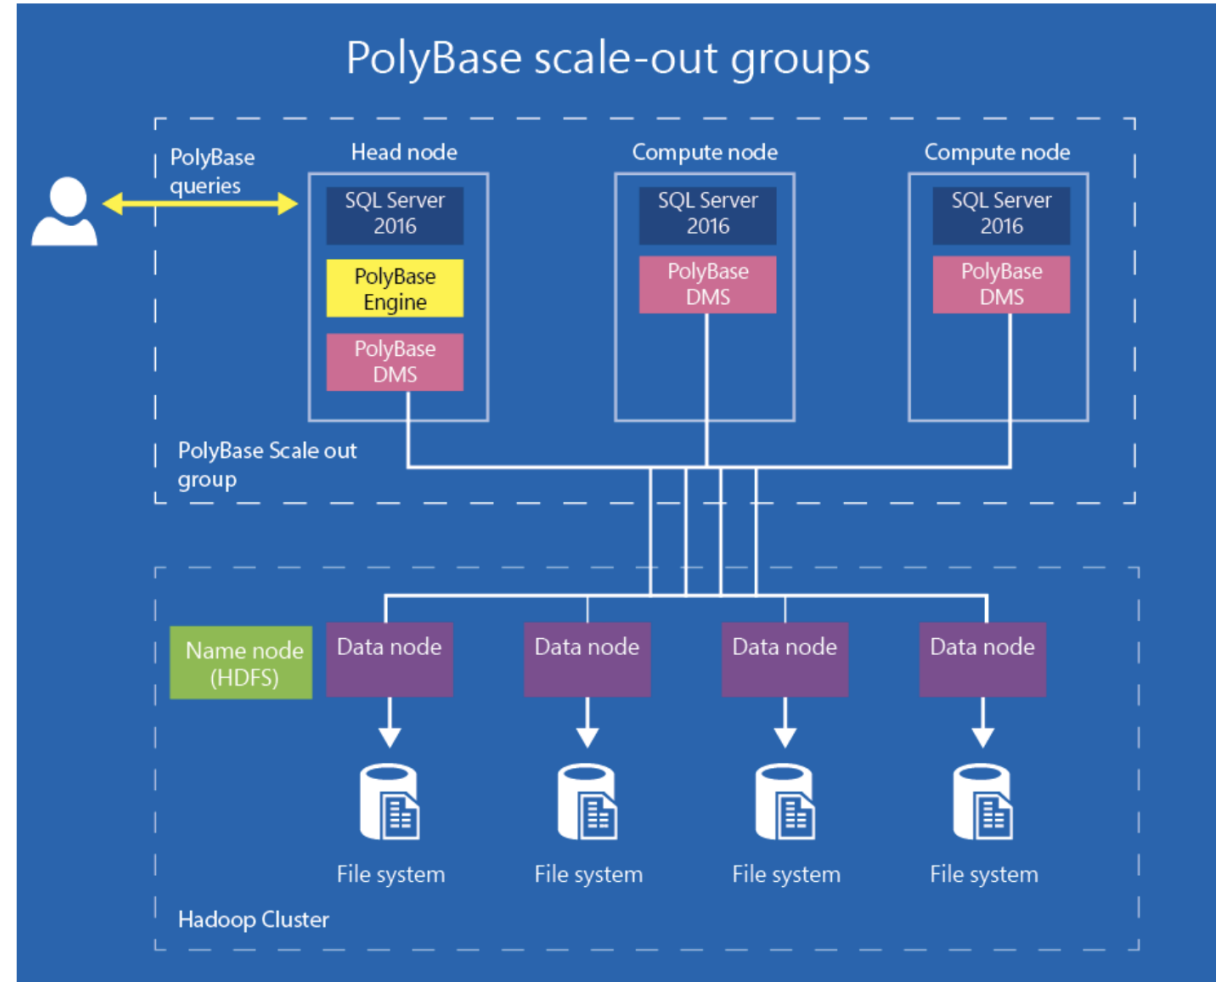 PolyBase scale-out groups
PolyBase
queries
Head node
SQL Server
2016
PolyBase
Engine
PolyBase
DMS
Compute node
SQL Server
2016
PolyBase
DMS
Compute node
SQL Server
2016
PolyBase
DMS
PolyBase Scale out
group
Name node
(HDFS)
Data node
Data node
Data node
Data node
File system
File system
File system
File system
Hadoop Cluster